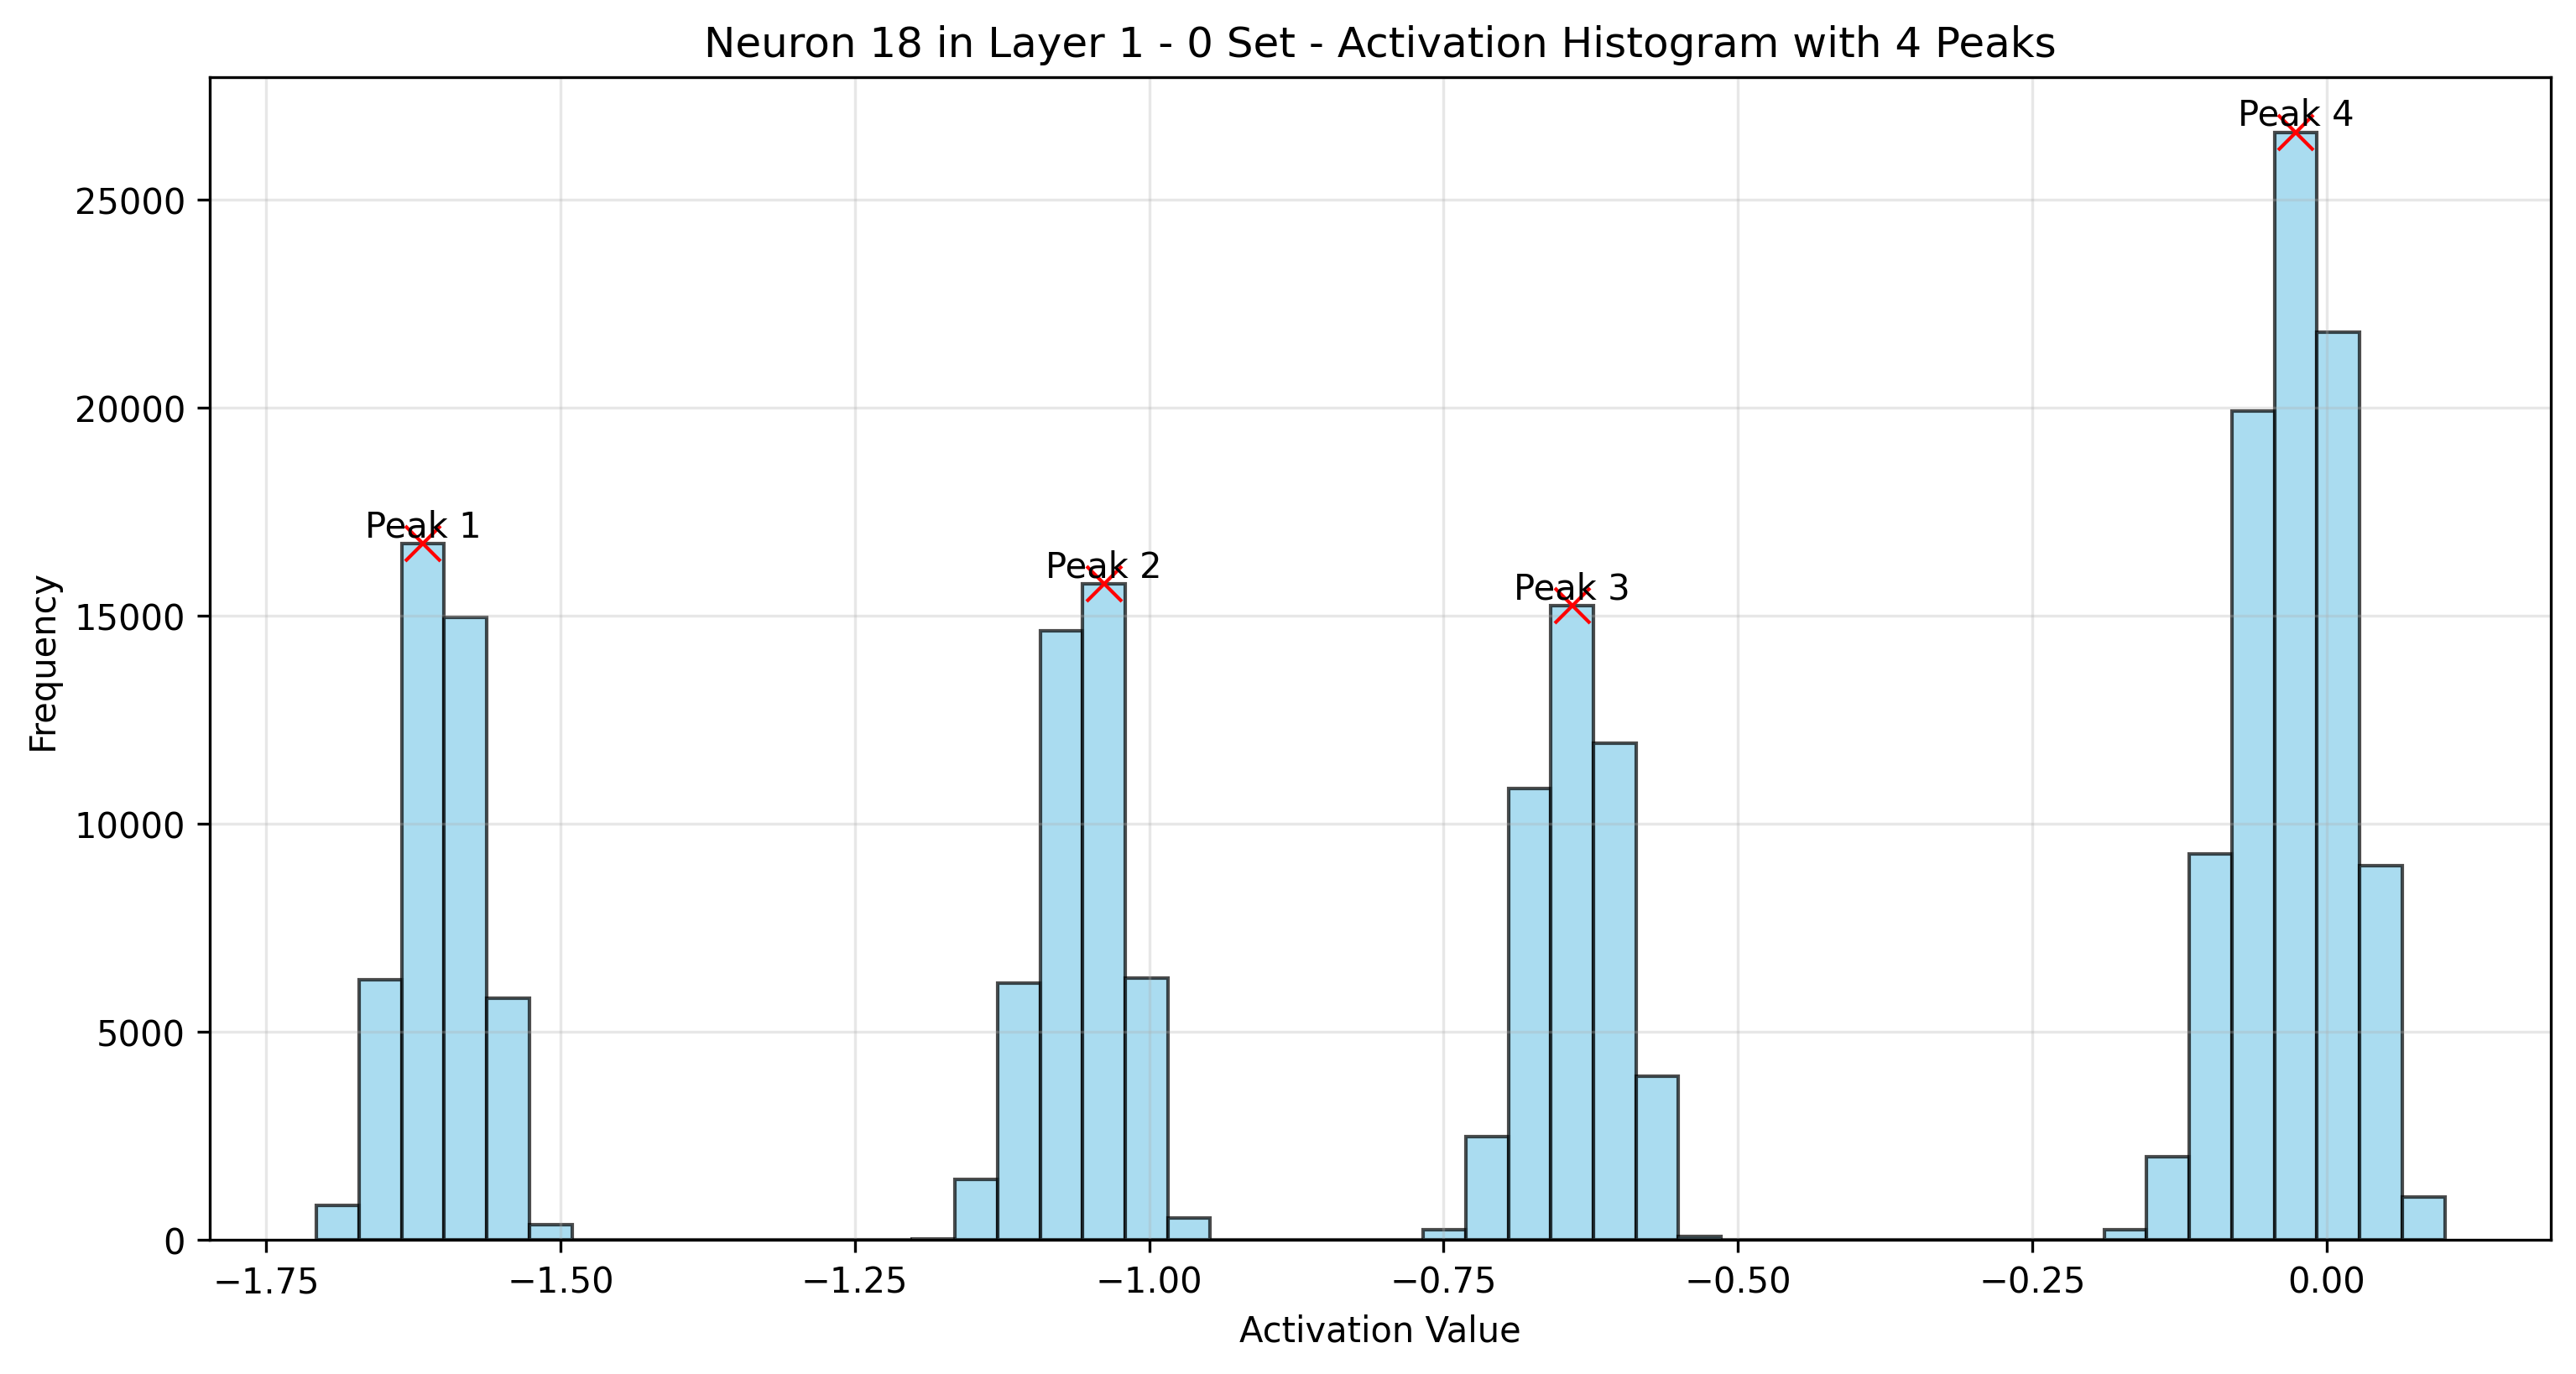 Neuron 18 in Layer 1 - 0 Set - Activation Histogram with 4 Peaks
Peak 4
25000
20000
Peak 1
Peak 2
Peak 3
15000
Frequency
10000
5000
0
−1.75 −1.50 −1.25 −1.00 −0.75 −0.50 −0.25 0.00
Activation Value